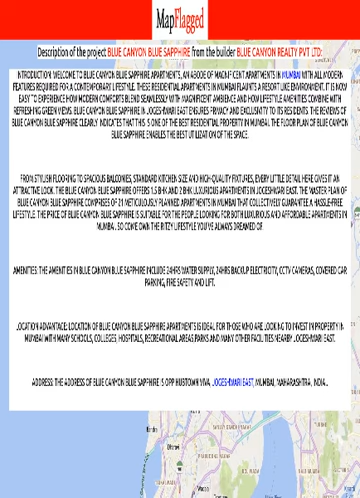 MapFlagged
Description of the project BLUE CANYON BLUE SAPPHIRE from the builder BLUE CANYON REALTY PVT LTD:
INTRODUCTION: WELCOME TO BLUE CANYON BLUE SAPPHIRE APARTMENTS, AN ABODE OF MAGNIFICENT APARTMENTS IN MUMBAI WITH ALL MODERN
FEATURES REQUIRED FOR A CONTEMPORARY LIFESTYLE. THESE RESIDENTIAL APARTMENTS IN MUMBAI FLAUNTS A RESORT LIKE ENVIRONMENT. IT IS NOW
EASY TO EXPERIENCE HOW MODERN COMFORTS BLEND SEAMLESSLY WITH MAGNIFICENT AMBIENCE AND HOW LIFESTYLE AMENITIES COMBINE WITH
REFRESHING GREEN VIEWS. BLUE CANYON BLUE SAPPHIRE IN JOGESHWARI EAST ENSURES PRIVACY AND EXCLUSIVITY TO ITS RESIDENTS. THE REVIEWS OF
BLUE CANYON BLUE SAPPHIRE CLEARLY INDICATES THAT THIS IS ONE OF THE BEST RESIDENTIAL PROPERTY IN MUMBAI. THE FLOOR PLAN OF BLUE CANYON
BLUE SAPPHIRE ENABLES THE BEST UTILIZATION OF THE SPACE.
FROM STYLISH FLOORING TO SPACIOUS BALCONIES, STANDARD KITCHEN SIZE AND HIGH-QUALITY FIXTURES, EVERY LITTLE DETAIL HERE GIVES IT AN
ATTRACTIVE LOOK. THE BLUE CANYON BLUE SAPPHIRE OFFERS 1.5 BHK AND 2 BHK LUXURIOUS APARTMENTS IN JOGESHWARI EAST. THE MASTER PLAN OF
BLUE CANYON BLUE SAPPHIRE COMPRISES OF 21 METICULOUSLY PLANNED APARTMENTS IN MUMBAI THAT COLLECTIVELY GUARANTEE A HASSLE-FREE
LIFESTYLE. THE PRICE OF BLUE CANYON BLUE SAPPHIRE IS SUITABLE FOR THE PEOPLE LOOKING FOR BOTH LUXURIOUS AND AFFORDABLE APARTMENTS IN
MUMBAI. SO COME OWN THE RITZY LIFESTYLE YOU'VE ALWAYS DREAMED OF.
AMENITIES: THE AMENITIES IN BLUE CANYON BLUE SAPPHIRE INCLUDE 24HRS WATER SUPPLY, 24HRS BACKUP ELECTRICITY, CCTV CAMERAS, COVERED CAR
PARKING, FIRE SAFETY AND LIFT.
LOCATION ADVANTAGE: LOCATION OF BLUE CANYON BLUE SAPPHIRE APARTMENTS IS IDEAL FOR THOSE WHO ARE LOOKING TO INVEST IN PROPERTY IN
MUMBAI WITH MANY SCHOOLS, COLLEGES, HOSPITALS, RECREATIONAL AREAS,PARKS AND MANY OTHER FACILITIES NEARBY JOGESHWARI EAST.
ADDRESS: THE ADDRESS OF BLUE CANYON BLUE SAPPHIRE IS OPP HUBTOWN VIVA, JOGESHWARI EAST, MUMBAI, MAHARASHTRA, INDIA..